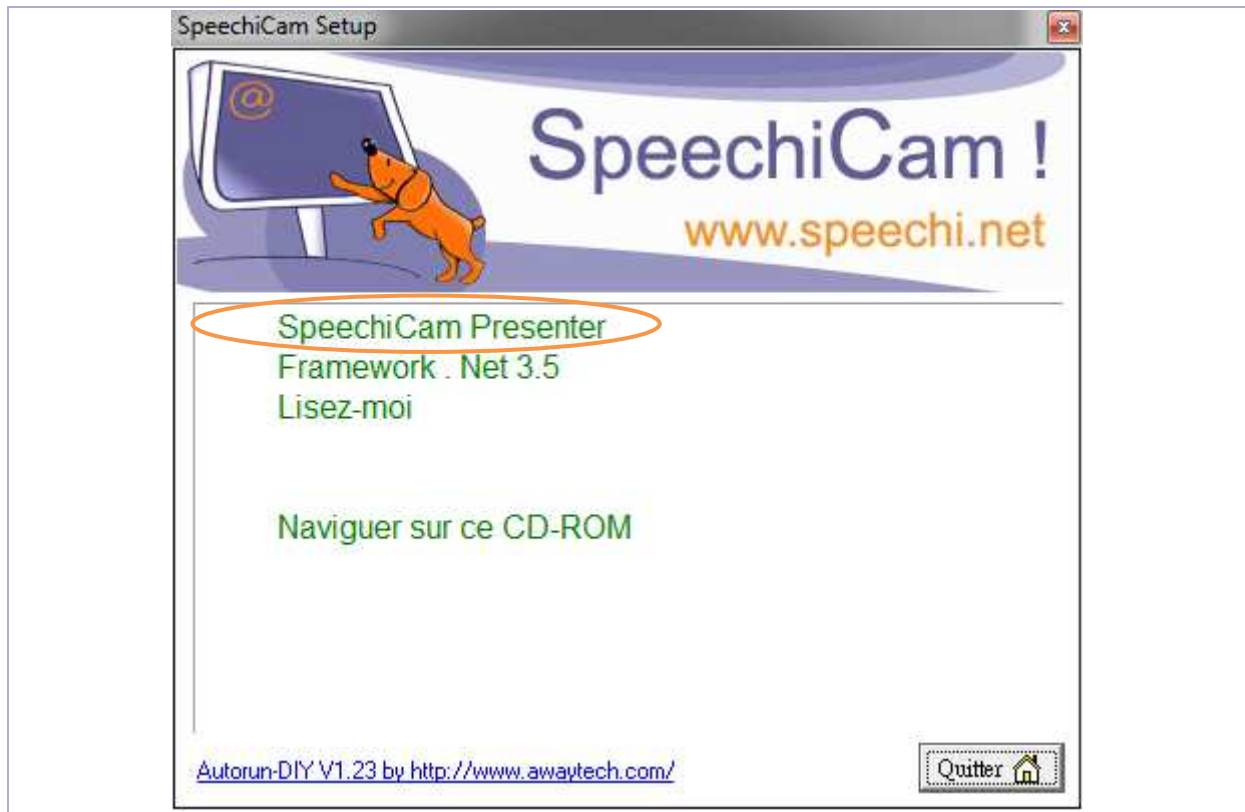 SpeechiCam Setup
@
SpeechiCam !
www.speechi.net
SpeechiCam Presenter
Framework . Net 3.5
Lisez-moi
Naviguer sur ce CD-ROM
Autorun-DIY V1.23 by http://www.awaytech.com/
Quitter